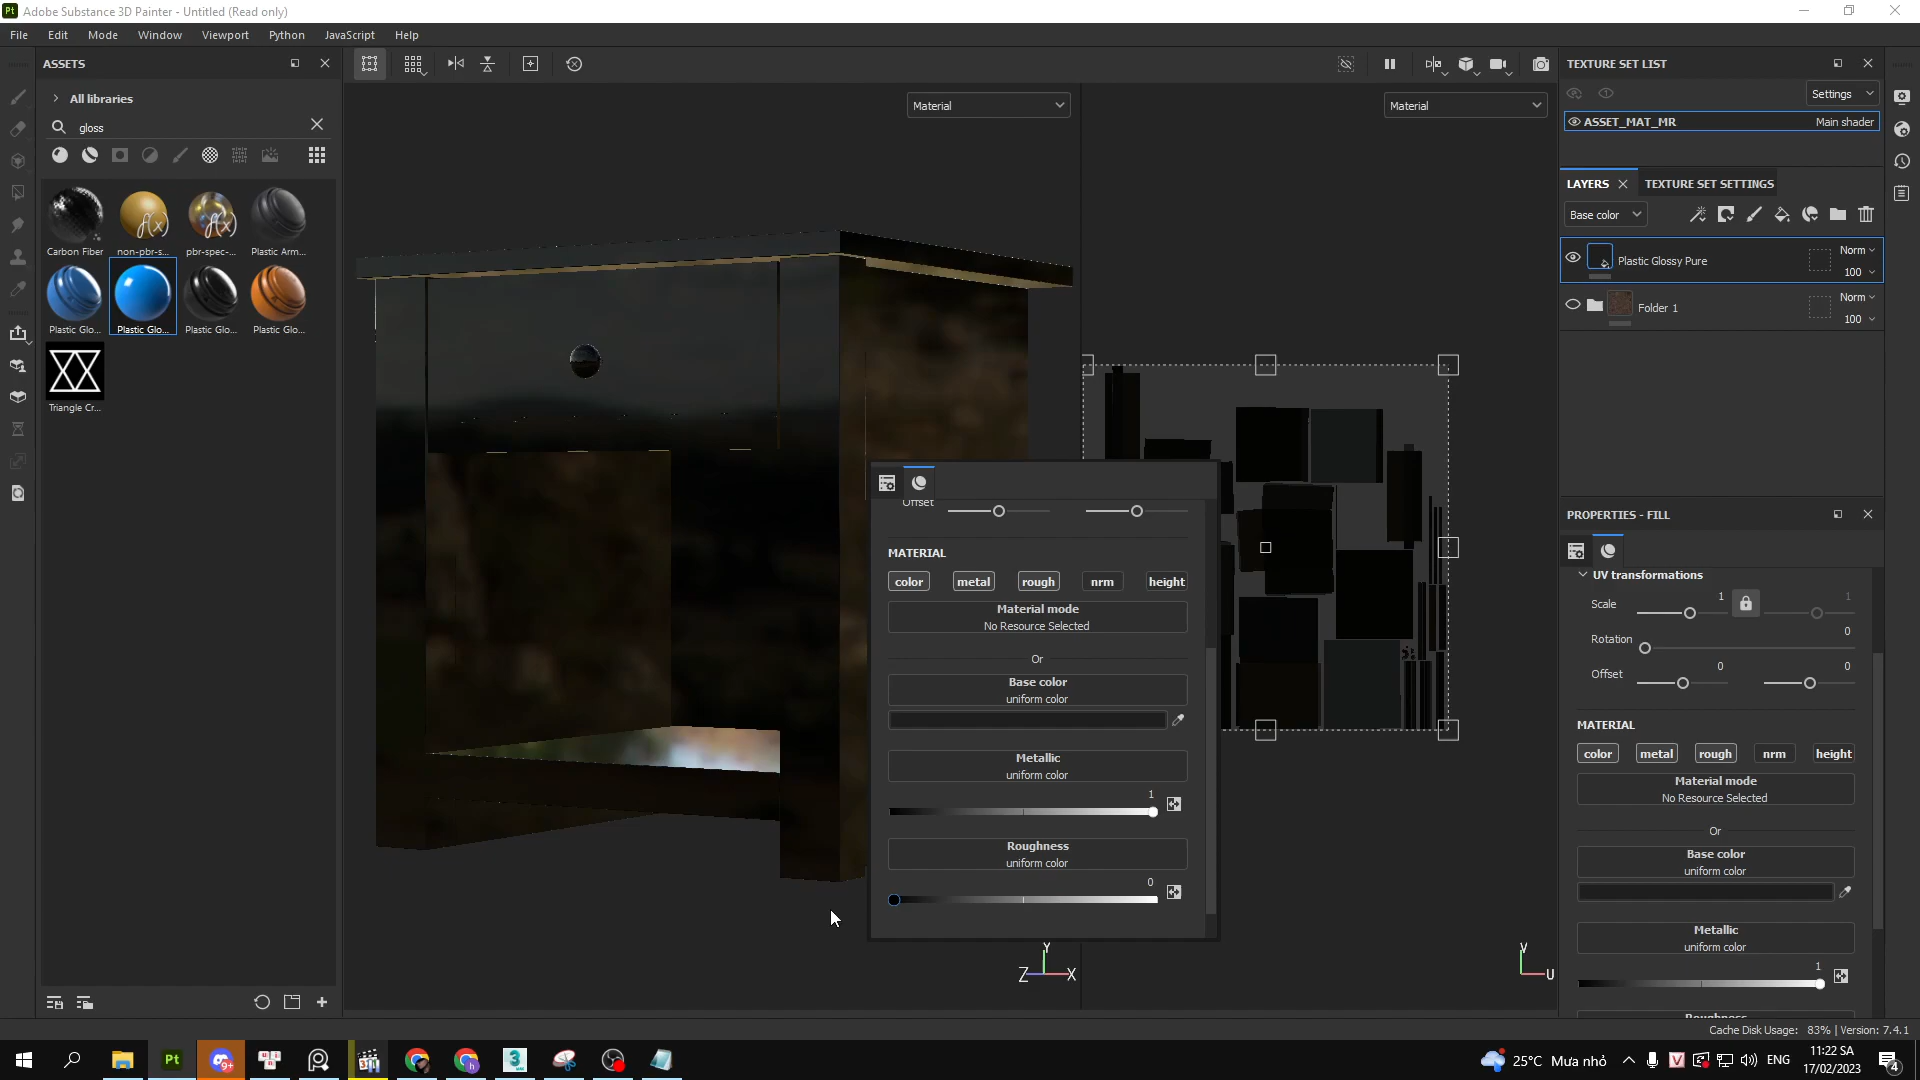 Adobe Substance 3D Painter - Untitled (Read only)
File Edit Mode Window Viewport Python JavaScript Help
ASSETS
All libraries
gloss
Carbon Fiber
non-pbr-s...
pbr-spec-...
Plastic Arm...
Plastic Glo...
Plastic Glo...
Plastic Glo...
Plastic Glo...
Triangle Cr...
Material
Material
Offset
MATERIAL
color metal rough nrm height
Material mode
No Resource Selected
Or
Base color
uniform color
Metallic
uniform color
1
Roughness
uniform color
0
Y
Z X
V
U
TEXTURE SET LIST
Settings
ASSET_MAT_MR Main shader
LAYERS TEXTURE SET SETTINGS
Base color
Plastic Glossy Pure
Norm
100
Folder 1
Norm
100
PROPERTIES - FILL
UV transformations
Scale 1 1
Rotation 0
Offset 0 0
MATERIAL
color metal rough nrm height
Material mode
No Resource Selected
Or
Base color
uniform color
Metallic
uniform color
1
Roughness
Cache Disk Usage: 83% | Version: 7.4.1
Pt
9+
3
25°C Mưa nhỏ
ENG
11:22 SA
17/02/2023
4